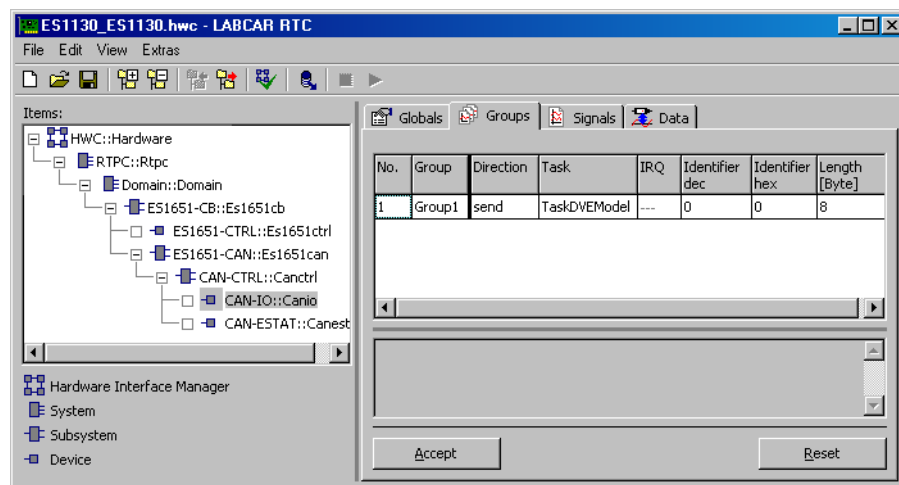 ES1130_ES1130.hwc - LABCAR RTC
File Edit View Extras
Items:
HWC::Hardware
RTPC::Rtpc
Domain::Domain
ES1651-CB::Es1651cb
ES1651-CTRL::Es1651ctrl
ES1651-CAN::Es1651can
CAN-CTRL::Canctrl
CAN-IO::Canio
CAN-ESTAT::Canest
Hardware Interface Manager
System
Subsystem
Device
Globals Groups Signals Data
No. Group Direction Task IRQ Identifier dec Identifier hex Length [Byte]
1 Group1 send TaskDVEModel --- 0 0 8
Accept Reset